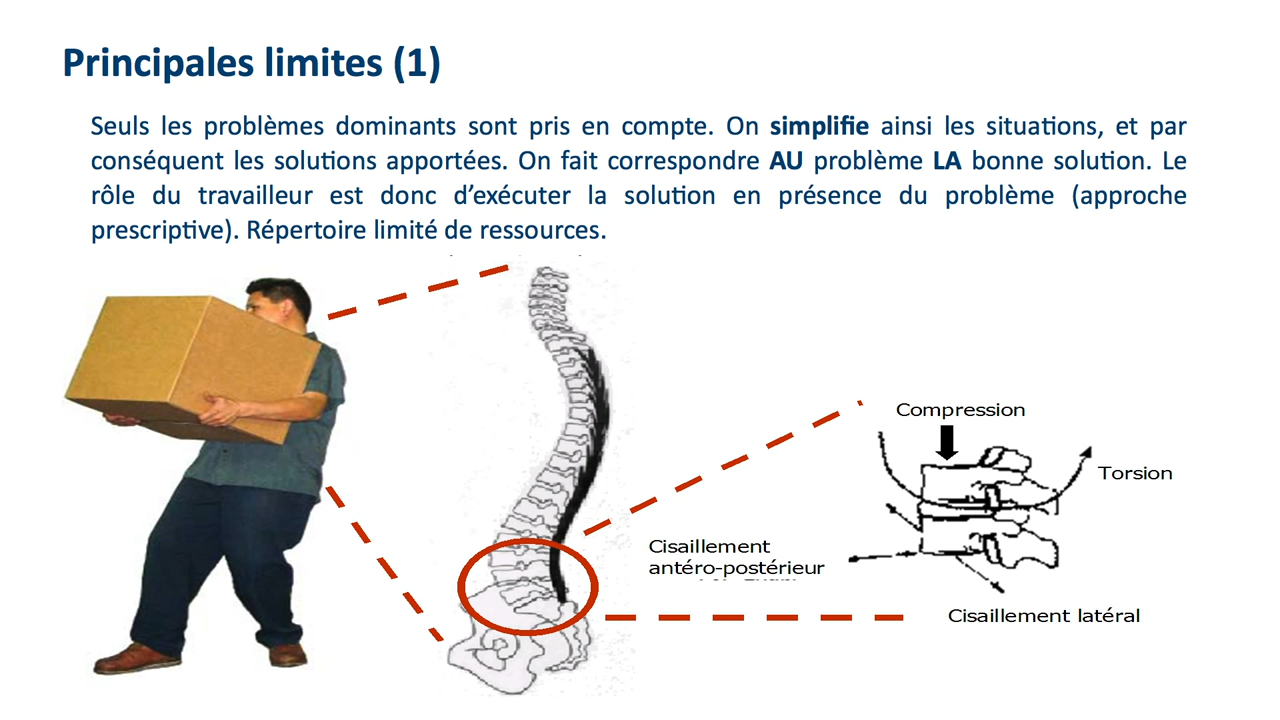 Principales limites (1)
Seuls les problèmes dominants sont pris en compte. On simplifie ainsi les situations, et par
conséquent les solutions apportées. On fait correspondre AU problème LA bonne solution. Le
rôle du travailleur est donc d’exécuter la solution en présence du problème (approche
prescriptive). Répertoire limité de ressources.
Compression
Torsion
Cisaillement
antéro-postérieur
Cisaillement latéral